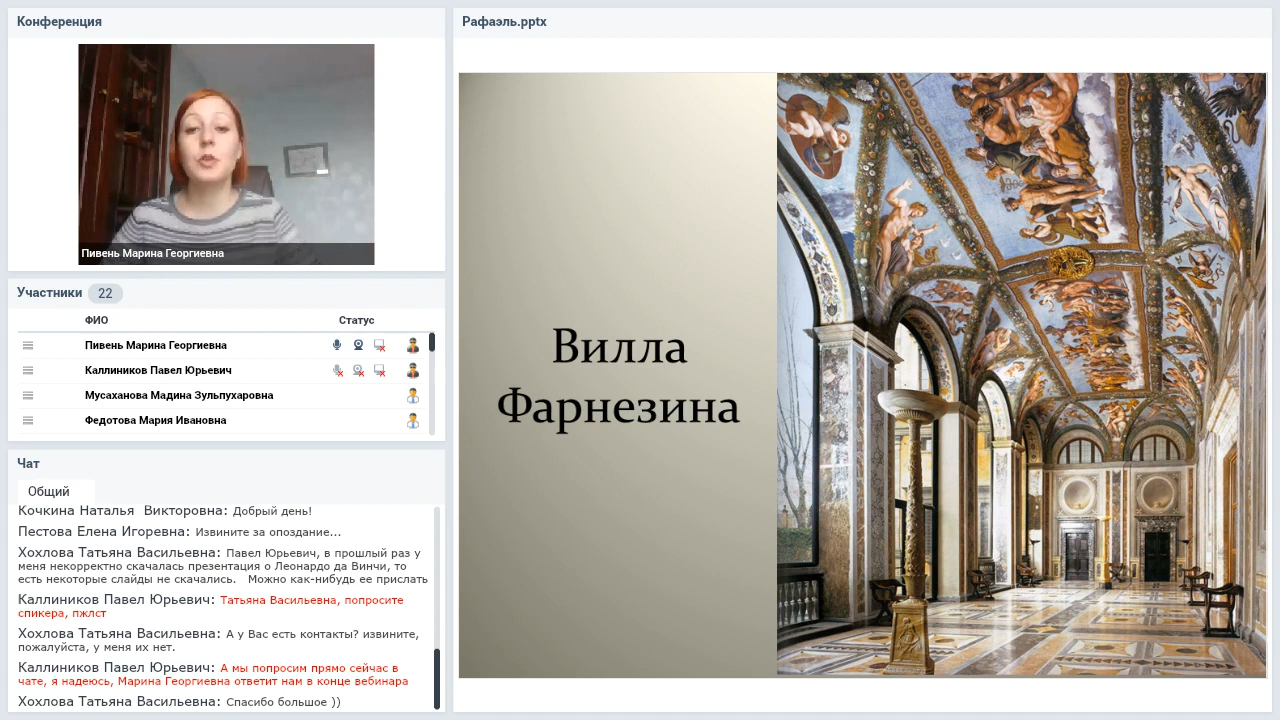 Конференция
Пивень Марина Георгиевна
Участники 22
ФИО Статус
Пивень Марина Георгиевна
Каллиников Павел Юрьевич
Мусаханова Мадина Зульпухаровна
Федотова Мария Ивановна
Чат
Общий
Кочкина Наталья Викторовна: Добрый день!
Пестова Елена Игоревна: Извините за опоздание...
Хохлова Татьяна Васильевна: Павел Юрьевич, в прошлый раз у
меня некорректно скачалась презентация о Леонардо да Винчи, то
есть некоторые слайды не скачались. Можно как-нибудь ее прислать
Каллиников Павел Юрьевич: Татьяна Васильевна, попросите
спикера, пжлст
Хохлова Татьяна Васильевна: А у Вас есть контакты? извините,
пожалуйста, у меня их нет.
Каллиников Павел Юрьевич: А мы попросим прямо сейчас в
чате, я надеюсь, Марина Георгиевна ответит нам в конце вебинара
Хохлова Татьяна Васильевна: Спасибо большое ))
Рафаэль.pptx
Вилла
Фарнезина